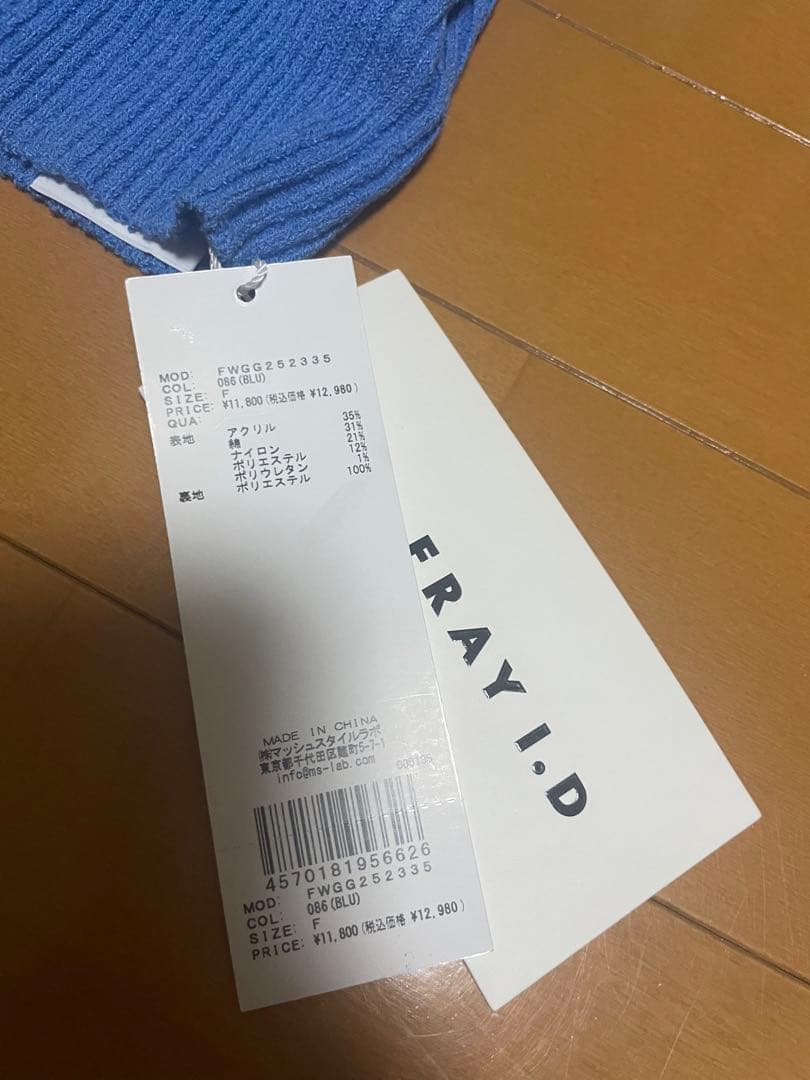 MOD: FWGG252335
COL: 086(BLU)
SIZE: F
PRICE: ¥11,800(税込価格 ¥12,980)
QUA:
表地 アクリル 35%
綿 31%
ナイロン 21%
ポリエステル 12%
ポリウレタン 1%
裏地 ポリエステル 100%
MADE IN CHINA
㈱マッシュスタイルラボ
東京都千代田区麹町5-7-1
info@ms-lab.com
4570181956626
MOD: FWGG252335
COL: 086(BLU)
SIZE: F
PRICE: ¥11,800(税込価格 ¥12,980)
FRAY I.D